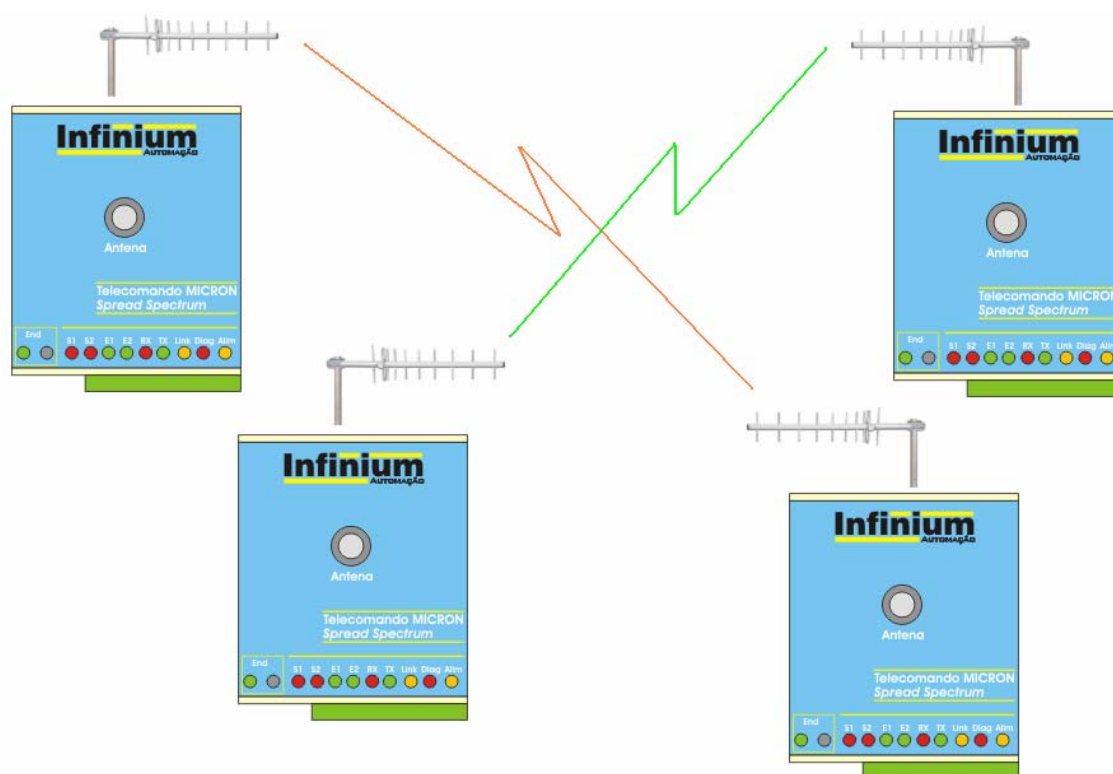 Infinium
AUTOMAÇÃO
Antena
Telecomando MICRON
Spread Spectrum
End
S1 S2 E1 E2 RX TX Link Diag Alim
Infinium
AUTOMAÇÃO
Antena
Telecomando MICRON
Spread Spectrum
End
S1 S2 E1 E2 RX TX Link Diag Alim
Infinium
AUTOMAÇÃO
Antena
Telecomando MICRON
Spread Spectrum
End
S1 S2 E1 E2 RX TX Link Diag Alim
Infinium
AUTOMAÇÃO
Antena
Telecomando MICRON
Spread Spectrum
End
S1 S2 E1 E2 RX TX Link Diag Alim